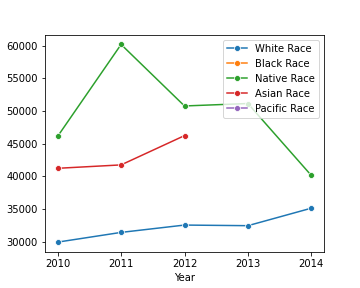 60000
55000
50000
45000
40000
35000
30000
White Race
Black Race
Native Race
Asian Race
Pacific Race
2010 2011 2012 2013 2014
Year